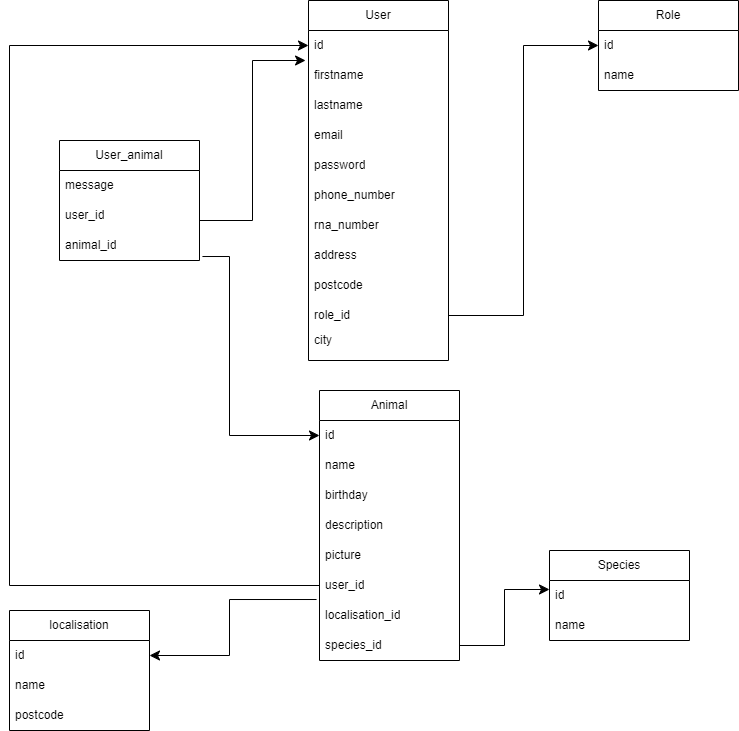 User
id
firstname
lastname
email
password
phone_number
rna_number
address
postcode
role_id
city
Role
id
name
User_animal
message
user_id
animal_id
Animal
id
name
birthday
description
picture
user_id
localisation_id
species_id
Species
id
name
localisation
id
name
postcode